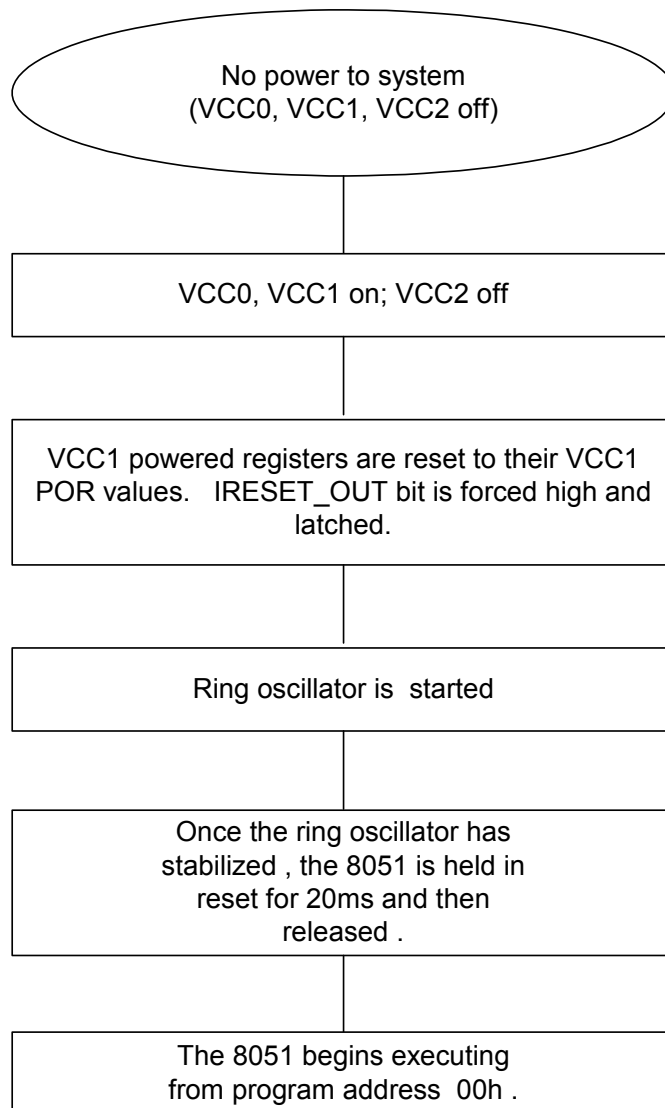 No power to system
(VCC0, VCC1, VCC2 off)
VCC0, VCC1 on; VCC2 off
VCC1 powered registers are reset to their VCC1
POR values. IRESET_OUT bit is forced high and
latched.
Ring oscillator is started
Once the ring oscillator has
stabilized , the 8051 is held in
reset for 20ms and then
released .
The 8051 begins executing
from program address 00h .